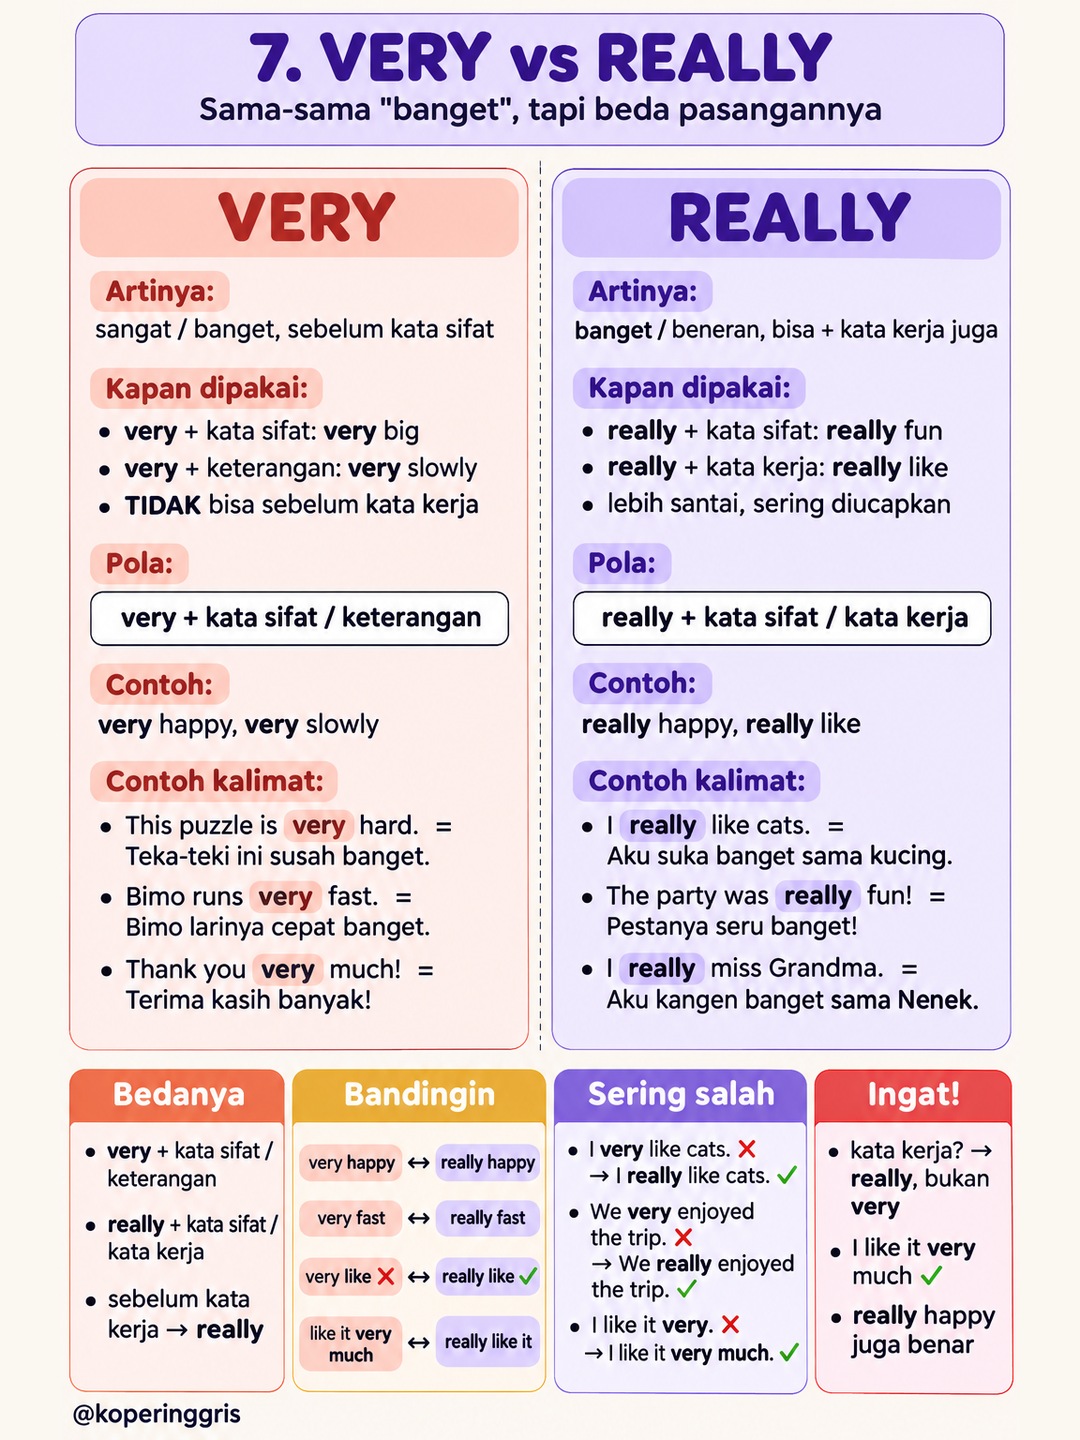 7. VERY vs REALLY
Sama-sama "banget", tapi beda pasangannya
VERY
Artinya:
sangat / banget, sebelum kata sifat
Kapan dipakai:
• very + kata sifat: very big
• very + keterangan: very slowly
• TIDAK bisa sebelum kata kerja
Pola:
very + kata sifat / keterangan
Contoh:
very happy, very slowly
Contoh kalimat:
• This puzzle is very hard. =
Teka-teki ini susah banget.
• Bimo runs very fast. =
Bimo larinya cepat banget.
• Thank you very much! =
Terima kasih banyak!
REALLY
Artinya:
banget / beneran, bisa + kata kerja juga
Kapan dipakai:
• really + kata sifat: really fun
• really + kata kerja: really like
• lebih santai, sering diucapkan
Pola:
really + kata sifat / kata kerja
Contoh:
really happy, really like
Contoh kalimat:
• I really like cats. =
Aku suka banget sama kucing.
• The party was really fun! =
Pestanya seru banget!
• I really miss Grandma. =
Aku kangen banget sama Nenek.
Bedanya
• very + kata sifat /
keterangan
• really + kata sifat /
kata kerja
• sebelum kata
kerja → really
Bandingin
very happy ↔ really happy
very fast ↔ really fast
very like ❌ ↔ really like ✓
like it very
much ↔ really like it
Sering salah
• I very like cats. ❌
→ I really like cats. ✓
• We very enjoyed
the trip. ❌
→ We really enjoyed
the trip. ✓
• I like it very. ❌
→ I like it very much. ✓
Ingat!
• kata kerja? →
really, bukan
very
• I like it very
much ✓
• really happy
juga benar
@koperinggris